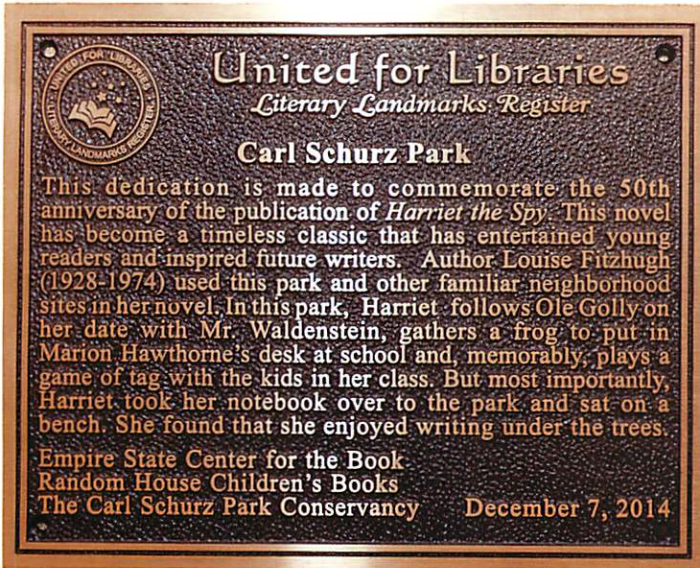 UNITED FOR LIBRARIES
LITERARY LANDMARKS REGISTER
United for Libraries
Literary Landmarks Register
Carl Schurz Park
This dedication is made to commemorate the 50th
anniversary of the publication of Harriet the Spy. This novel
has become a timeless classic that has entertained young
readers and inspired future writers. Author Louise Fitzhugh
(1928-1974) used this park and other familiar neighborhood
sites in her novel. In this park, Harriet follows Ole Golly on
her date with Mr. Waldenstein, gathers a frog to put in
Marion Hawthorne's desk at school and, memorably, plays a
game of tag with the kids in her class. But most importantly,
Harriet took her notebook over to the park and sat on a
bench. She found that she enjoyed writing under the trees.
Empire State Center for the Book
Random House Children's Books
The Carl Schurz Park Conservancy December 7, 2014